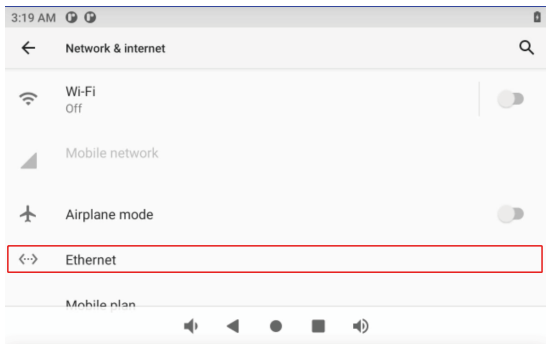 3:19 AM
Network & internet
Wi-Fi
Off
Mobile network
Airplane mode
Ethernet
Mobile plan